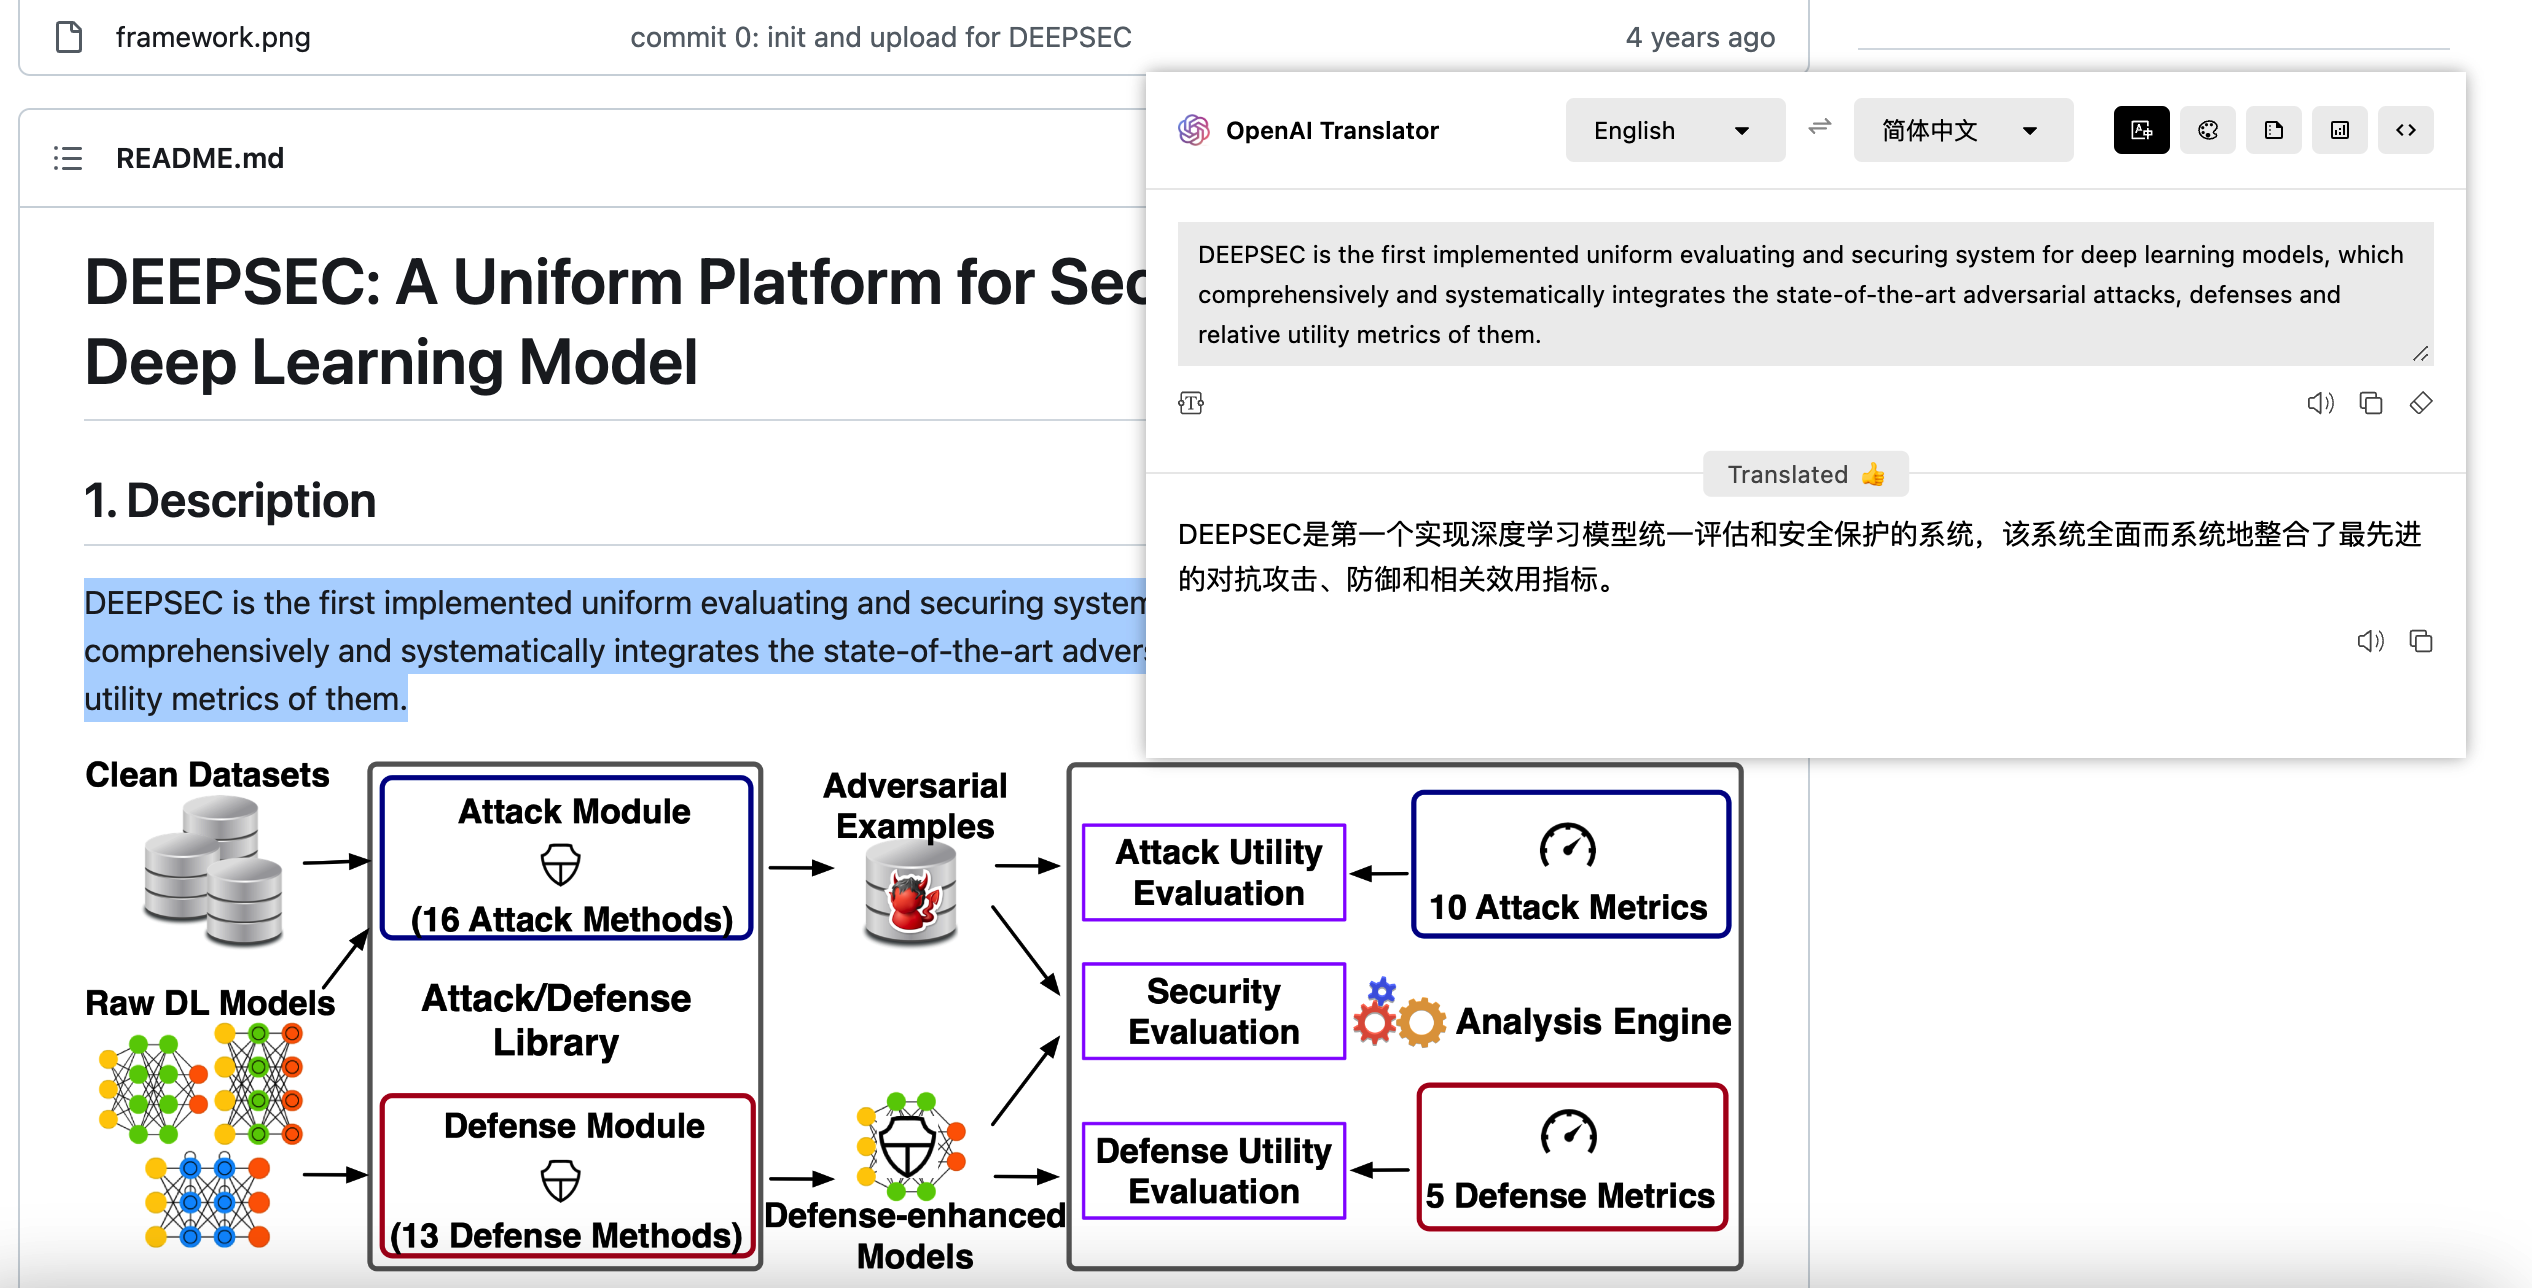 framework.png commit 0: init and upload for DEEPSEC 4 years ago
README.md
DEEPSEC: A Uniform Platform for Sec
Deep Learning Model
1. Description
DEEPSEC is the first implemented uniform evaluating and securing system
comprehensively and systematically integrates the state-of-the-art advers
utility metrics of them.
OpenAI Translator English 简体中文
DEEPSEC is the first implemented uniform evaluating and securing system for deep learning models, which
comprehensively and systematically integrates the state-of-the-art adversarial attacks, defenses and
relative utility metrics of them.
Translated 👍
DEEPSEC是第一个实现深度学习模型统一评估和安全保护的系统，该系统全面而系统地整合了最先进
的对抗攻击、防御和相关效用指标。
Clean Datasets
Raw DL Models
Attack Module
(16 Attack Methods)
Attack/Defense
Library
Defense Module
(13 Defense Methods)
Adversarial
Examples
Defense-enhanced
Models
Attack Utility
Evaluation
Security
Evaluation
Defense Utility
Evaluation
10 Attack Metrics
Analysis Engine
5 Defense Metrics